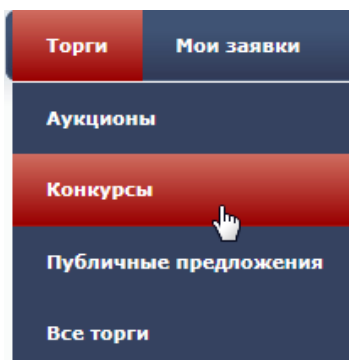 Торги Мои заявки
Аукционы
Конкурсы
Публичные предложения
Все торги